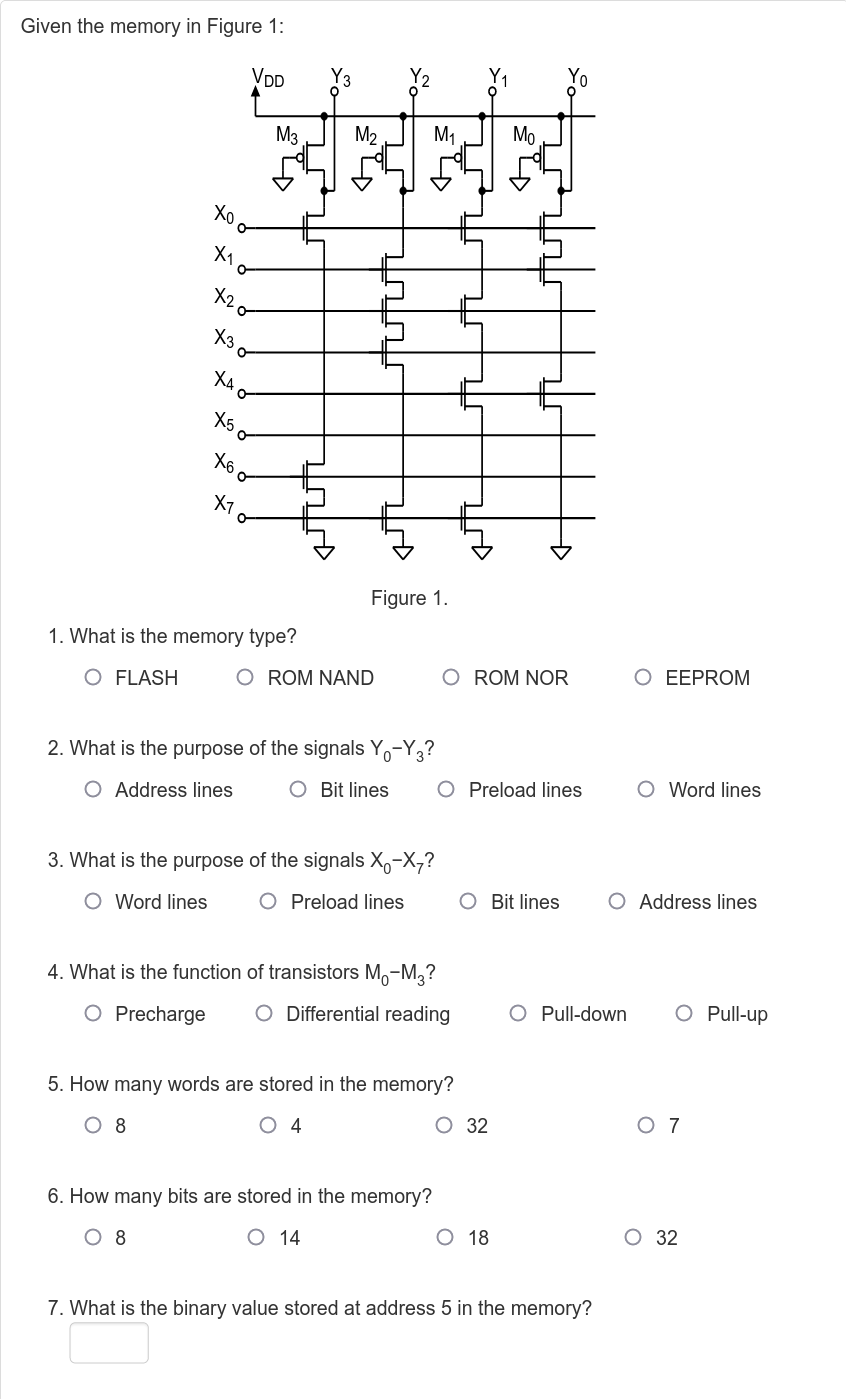 Given the memory in Figure 1:
VDD Y3 Y2 Y1 Y0
M3 M2 M1 M0
X0
X1
X2
X3
X4
X5
X6
X7
Figure 1.
1. What is the memory type?
FLASH ROM NAND ROM NOR EEPROM
2. What is the purpose of the signals Y0−Y3?
Address lines Bit lines Preload lines Word lines
3. What is the purpose of the signals X0−X7?
Word lines Preload lines Bit lines Address lines
4. What is the function of transistors M0−M3?
Precharge Differential reading Pull-down Pull-up
5. How many words are stored in the memory?
8 4 32 7
6. How many bits are stored in the memory?
8 14 18 32
7. What is the binary value stored at address 5 in the memory?